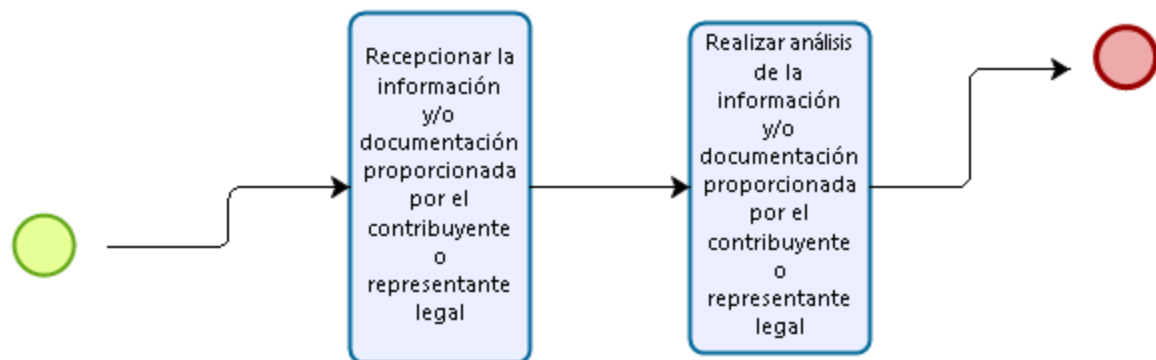 Recepcionar la
información
y/o
documentación
proporcionada
por el
contribuyente
o
representante
legal
Realizar análisis
de la
información
y/o
documentación
proporcionada
por el
contribuyente
o
representante
legal